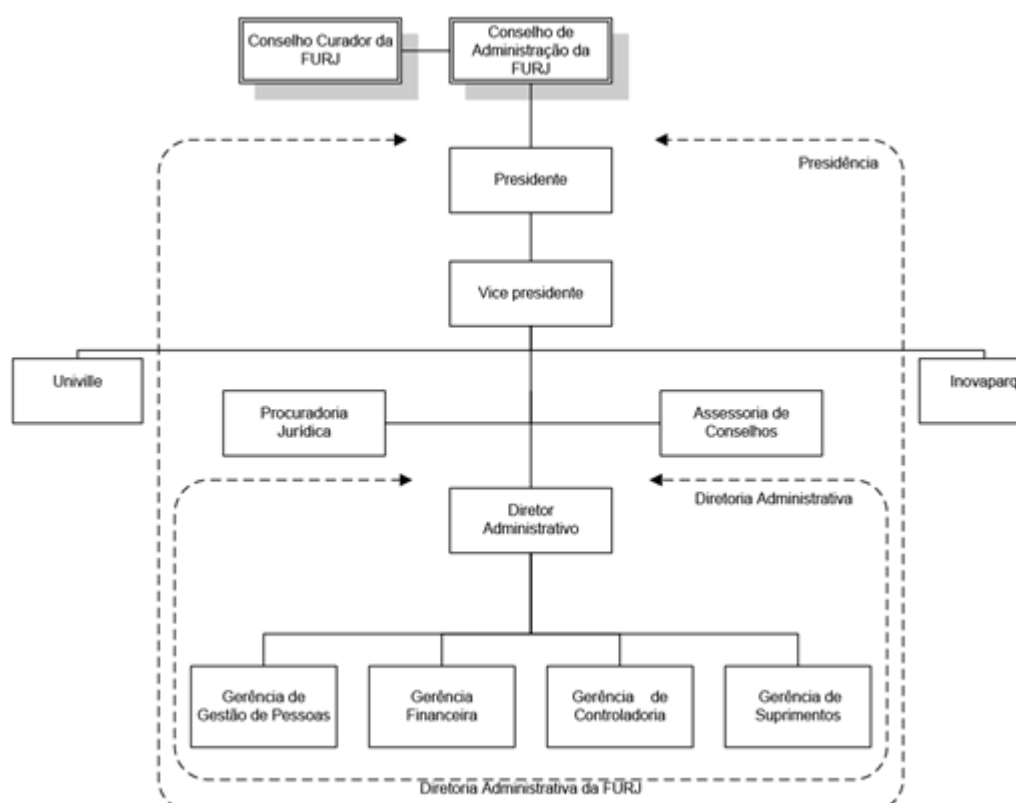 Conselho Curador da
FURJ
Conselho de
Administração da
FURJ
Presidência
Presidente
Vice presidente
Univille
Inovaparq
Procuradoria
Jurídica
Assessoria de
Conselhos
Diretoria Administrativa
Diretor
Administrativo
Gerência de
Gestão de Pessoas
Gerência
Financeira
Gerência de
Controladoria
Gerência de
Suprimentos
Diretoria Administrativa da FURJ